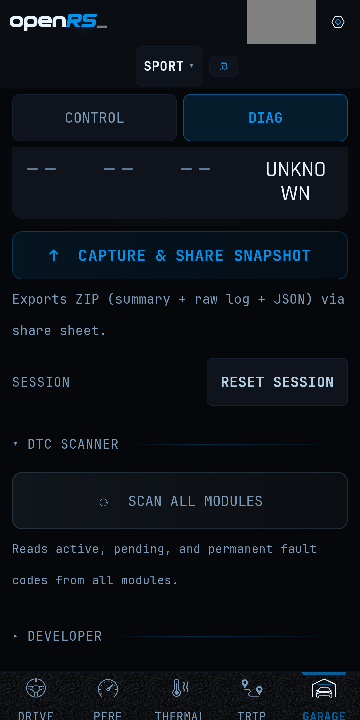 openRS_
SPORT ▾
CONTROL DIAG
-- -- -- UNKNO
WN
↑ CAPTURE & SHARE SNAPSHOT
Exports ZIP (summary + raw log + JSON) via
share sheet.
SESSION RESET SESSION
▾ DTC SCANNER
SCAN ALL MODULES
Reads active, pending, and permanent fault
codes from all modules.
▸ DEVELOPER
DRIVE PERF THERMAL TRIP GARAGE